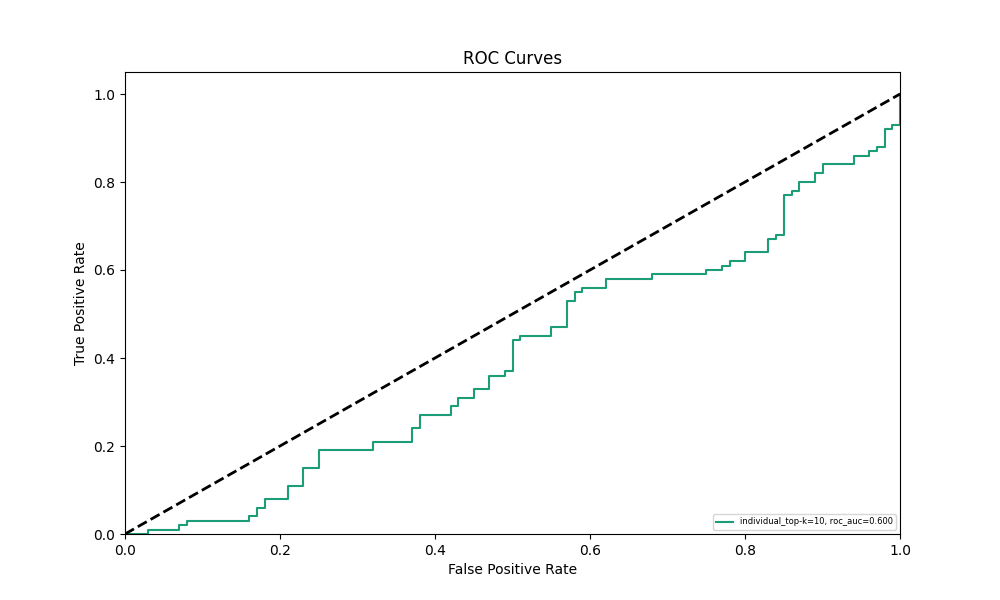 ROC Curves
True Positive Rate
1.0
0.8
0.6
0.4
0.2
0.0
individual_top-k=10, roc_auc=0.600
0.0 0.2 0.4 0.6 0.8 1.0
False Positive Rate